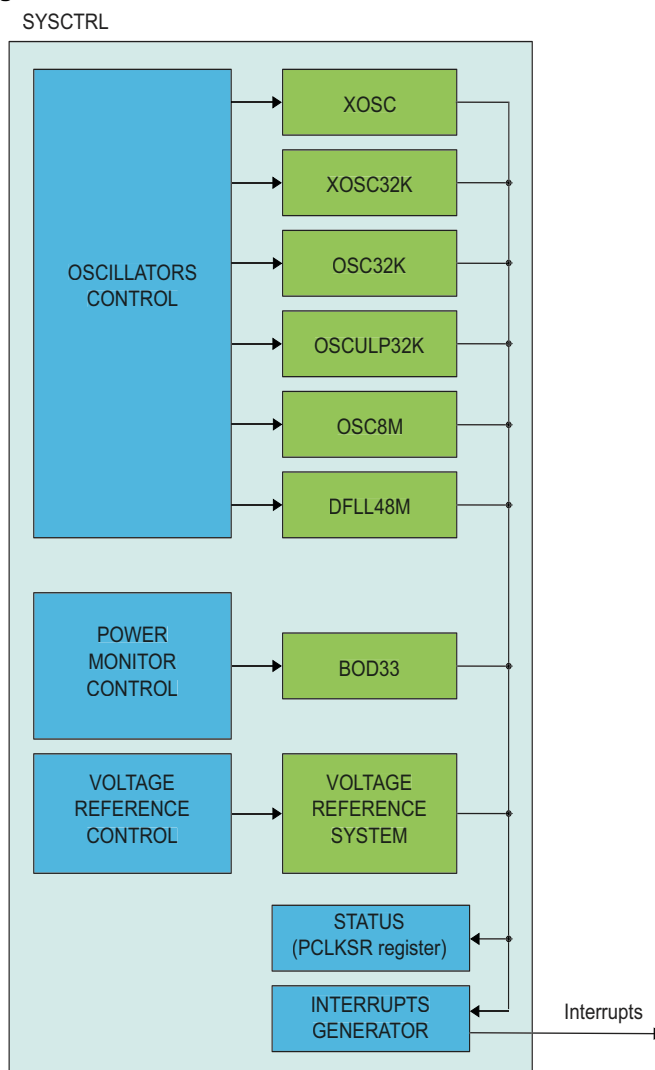 SYSCTRL
XOSC
XOSC32K
OSCILLATORS
CONTROL
OSC32K
OSCULP32K
OSC8M
DFLL48M
POWER
MONITOR
CONTROL
BOD33
VOLTAGE
REFERENCE
CONTROL
VOLTAGE
REFERENCE
SYSTEM
STATUS
(PCLKSR register)
INTERRUPTS
GENERATOR
Interrupts